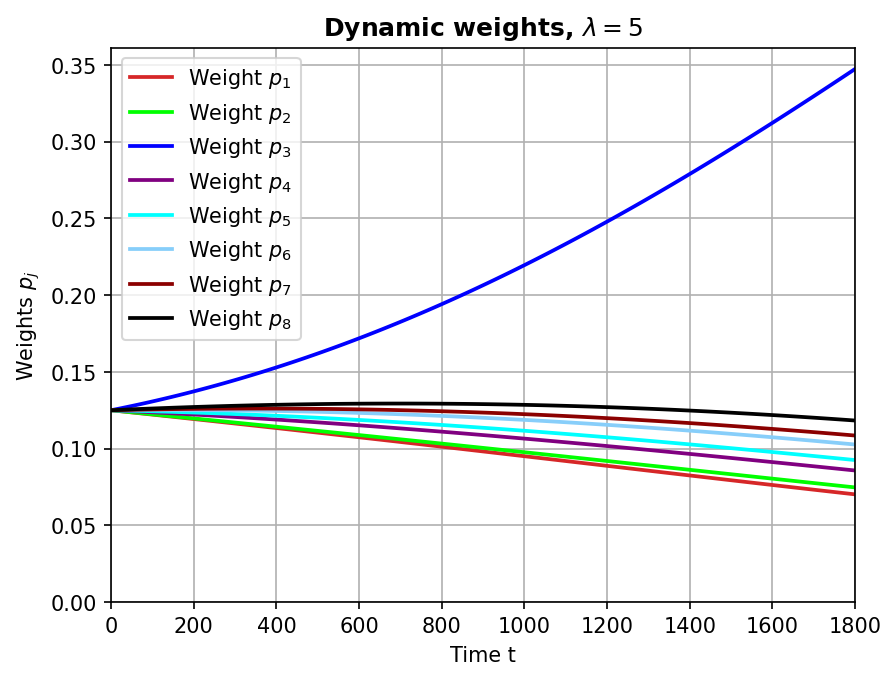 Dynamic weights, λ = 5
Weights p_j
0.35
0.30
0.25
0.20
0.15
0.10
0.05
0.00
Weight p₁
Weight p₂
Weight p₃
Weight p₄
Weight p₅
Weight p₆
Weight p₇
Weight p₈
0 200 400 600 800 1000 1200 1400 1600 1800
Time t